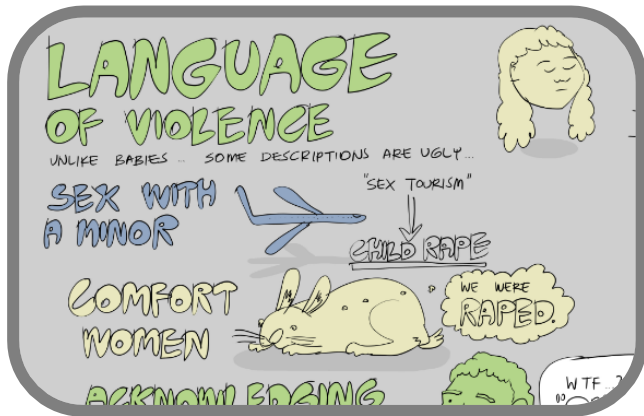 LANGUAGE
OF VIOLENCE
UNLIKE BABIES .. SOME DESCRIPTIONS ARE UGLY...
SEX WITH
A MINOR
"SEX TOURISM"
CHILD RAPE
COMFORT
WOMEN
WE WERE
RAPED.
ACKNOWLEDGING
WTF...?